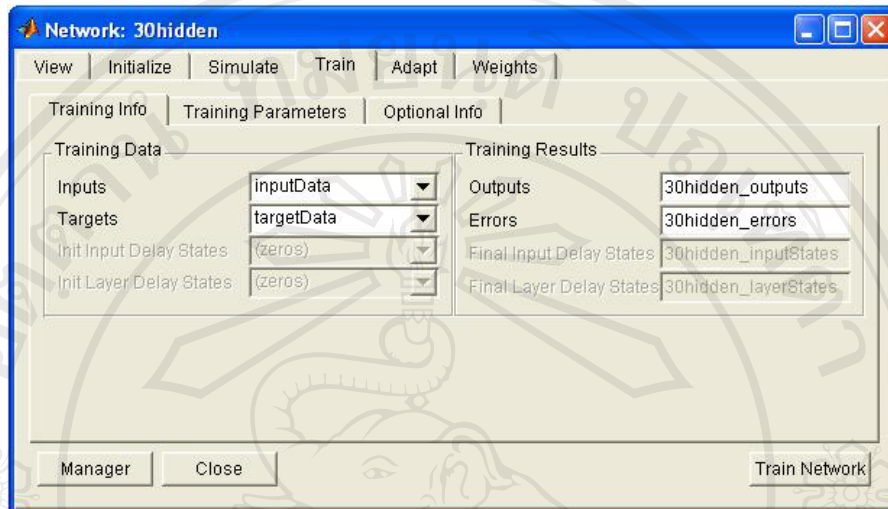 Network: 30hidden
View Initialize Simulate Train Adapt Weights
Training Info Training Parameters Optional Info
Training Data
Inputs inputData
Targets targetData
Init Input Delay States (zeros)
Init Layer Delay States (zeros)
Training Results
Outputs 30hidden_outputs
Errors 30hidden_errors
Final Input Delay States 30hidden_inputStates
Final Layer Delay States 30hidden_layerStates
Manager Close Train Network